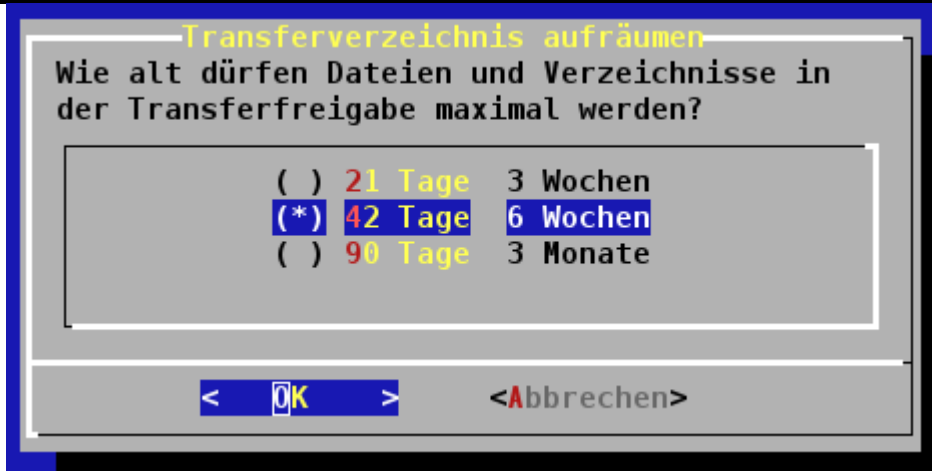 Transferverzeichnis aufräumen
Wie alt dürfen Dateien und Verzeichnisse in
der Transferfreigabe maximal werden?
( ) 21 Tage 3 Wochen
(*) 42 Tage 6 Wochen
( ) 90 Tage 3 Monate
< OK > <Abbrechen>